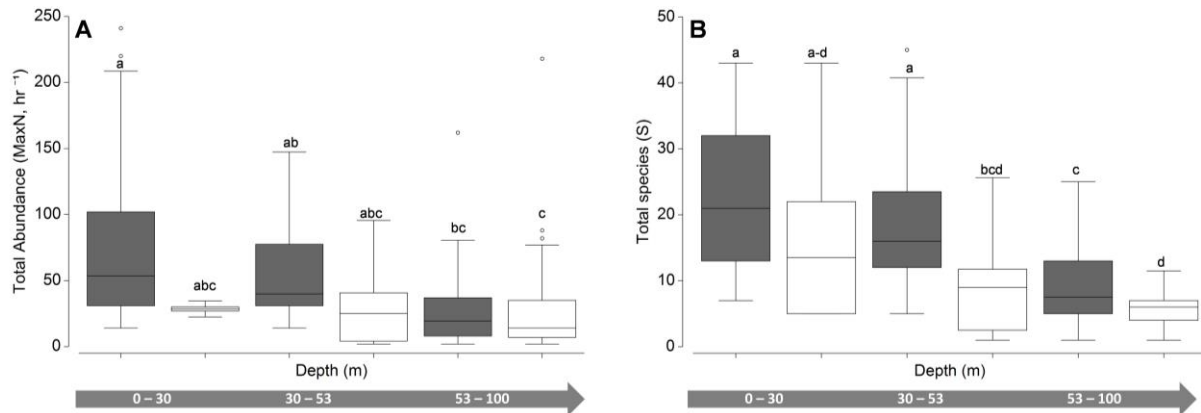 A
Total Abundance (MaxN, hr ⁻¹)
250
200
150
100
50
0
a
abc
ab
abc
bc
c
Depth (m)
0 – 30
30 – 53
53 – 100
B
Total species (S)
50
40
30
20
10
0
a
a-d
a
bcd
c
d
Depth (m)
0 – 30
30 – 53
53 – 100